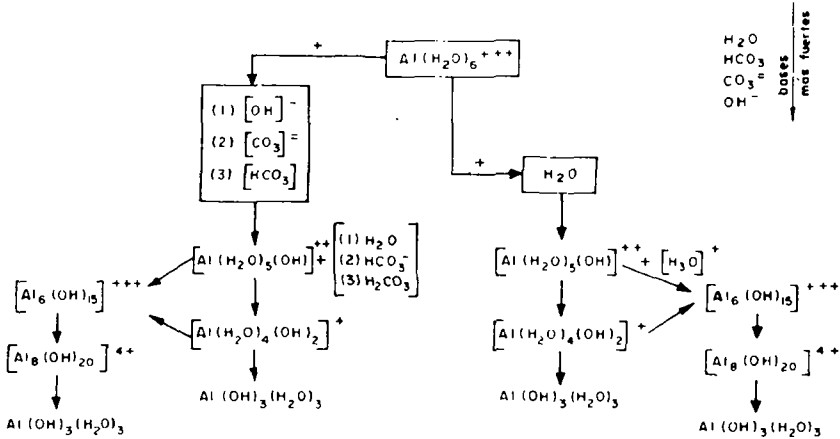 +
Al(H2O)6+++
H2O
HCO3
CO3=
OH-
bases
mas fuertes
(1) [OH]-
(2) [CO3]=
(3) [HCO3]
+
H2O
[Al(H2O)5(OH)]++ + [(1) H2O
(2) HCO3-
(3) H2CO3]
[Al(H2O)5(OH)]++ + [H3O]+
[Al6(OH)15]+++
[Al6(OH)15]+++
[Al(H2O)4(OH)2]+
[Al(H2O)4(OH)2]+
[Al8(OH)20]4+
[Al8(OH)20]4+
Al(OH)3(H2O)3
Al(OH)3(H2O)3
Al(OH)3(H2O)3
Al(OH)3(H2O)3